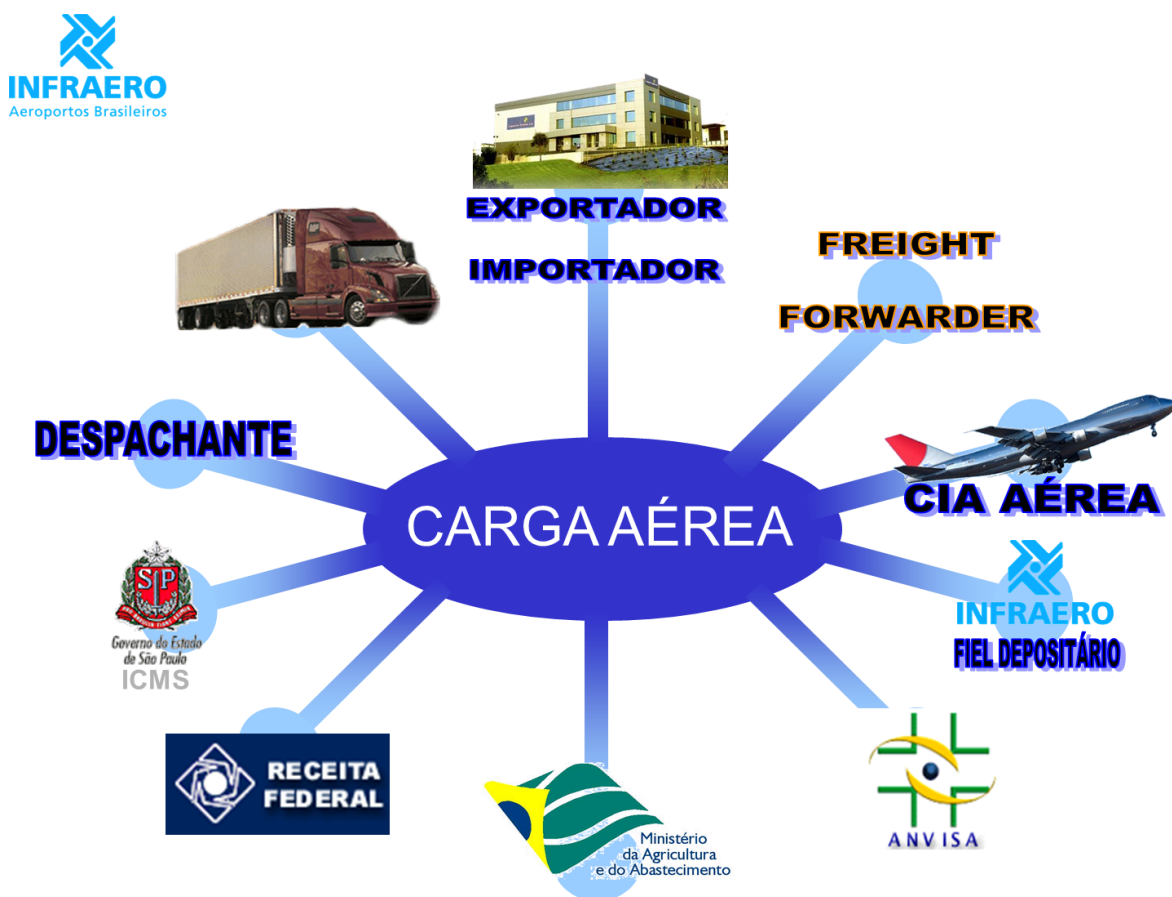 INFRAERO
Aeroportos Brasileiros
EXPORTADOR
IMPORTADOR
FREIGHT
FORWARDER
DESPACHANTE
CIA AÉREA
CARGA AÉREA
SP
Governo do Estado
de São Paulo
ICMS
INFRAERO
FIEL DEPOSITÁRIO
RECEITA
FEDERAL
Ministério
da Agricultura
e do Abastecimento
ANVISA